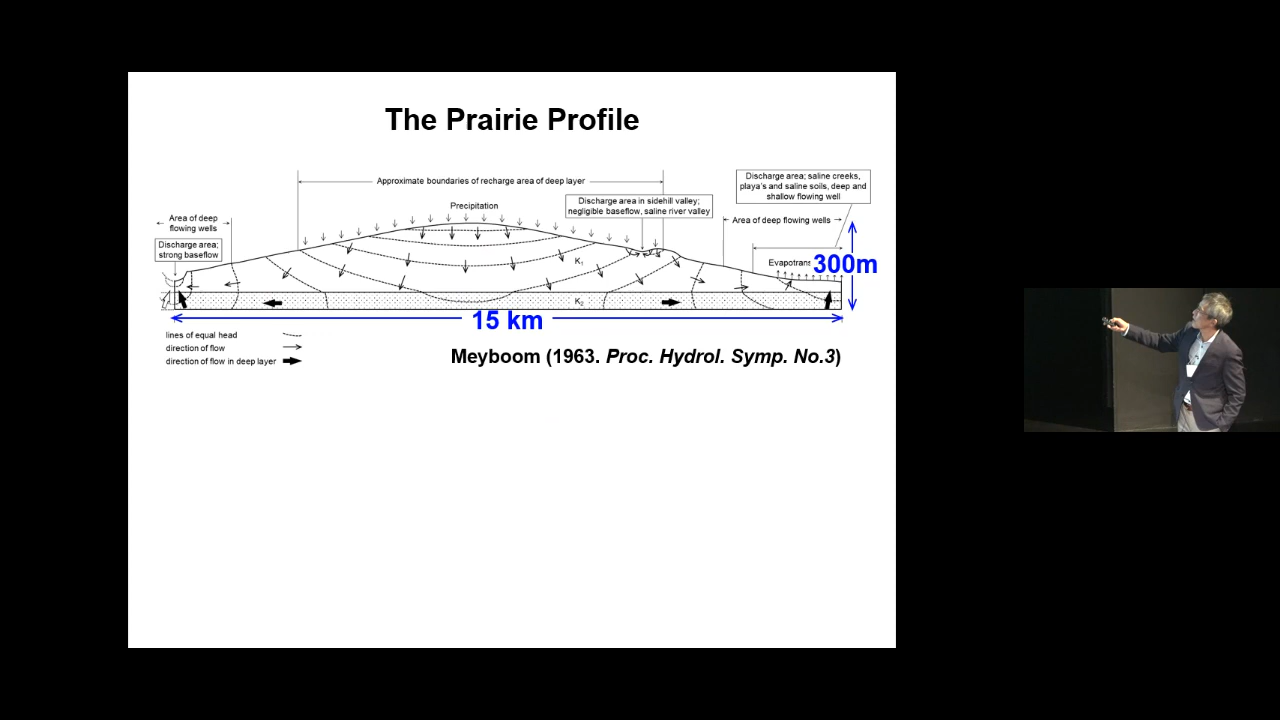 The Prairie Profile
Approximate boundaries of recharge area of deep layer
Discharge area; saline creeks,
playa's and saline soils, deep and
shallow flowing well
Discharge area in sidehill valley;
negligible baseflow, saline river valley
Precipitation
Area of deep
flowing wells
Area of deep flowing wells
Discharge area;
strong baseflow
K₁
300m
K₂
15 km
lines of equal head
direction of flow
direction of flow in deep layer
Meyboom (1963. Proc. Hydrol. Symp. No.3)